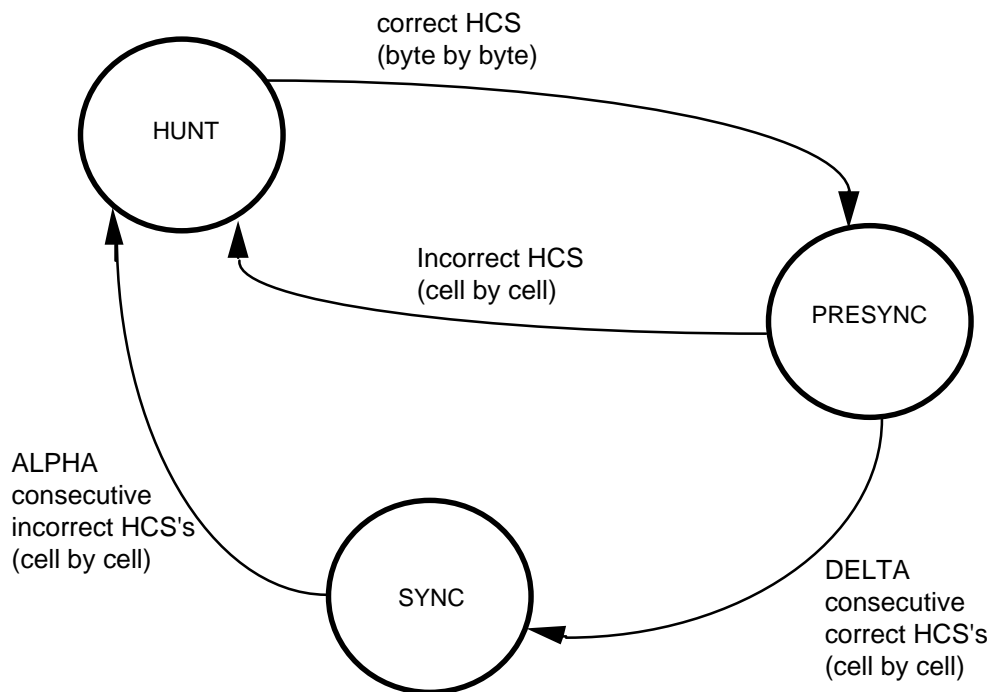 correct HCS
(byte by byte)
HUNT
Incorrect HCS
(cell by cell)
PRESYNC
ALPHA
consecutive
incorrect HCS's
(cell by cell)
SYNC
DELTA
consecutive
correct HCS's
(cell by cell)